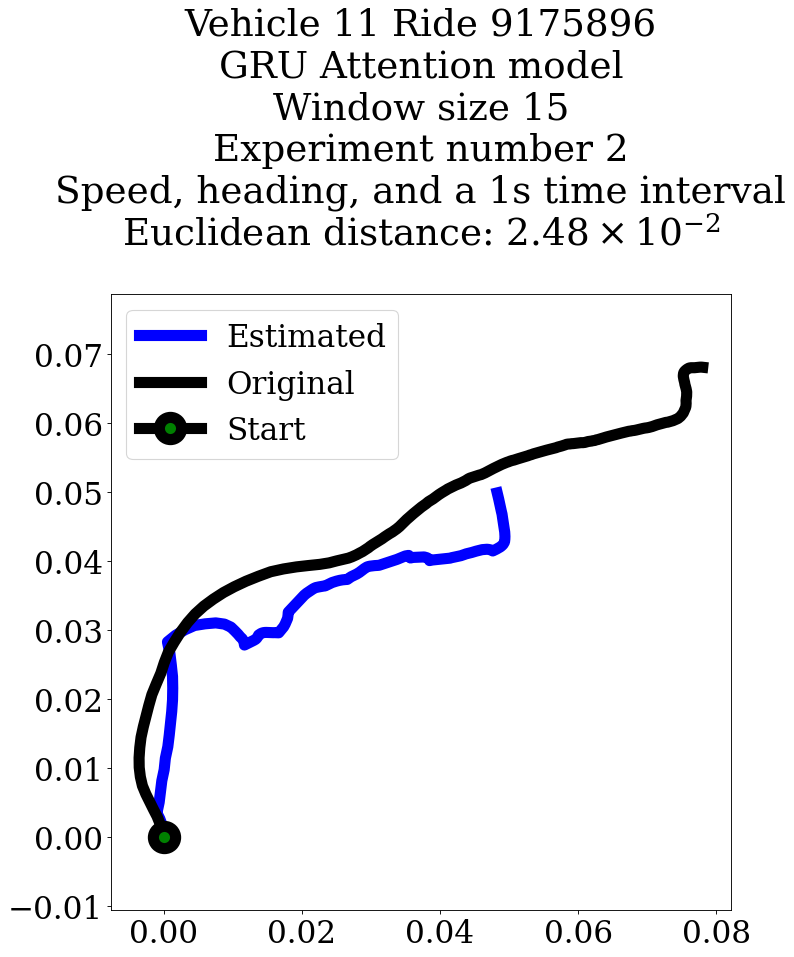 Vehicle 11 Ride 9175896
GRU Attention model
Window size 15
Experiment number 2
Speed, heading, and a 1s time interval
Euclidean distance: 2.48 × 10⁻²
Estimated
Original
Start
0.07
0.06
0.05
0.04
0.03
0.02
0.01
0.00
−0.01
0.00 0.02 0.04 0.06 0.08